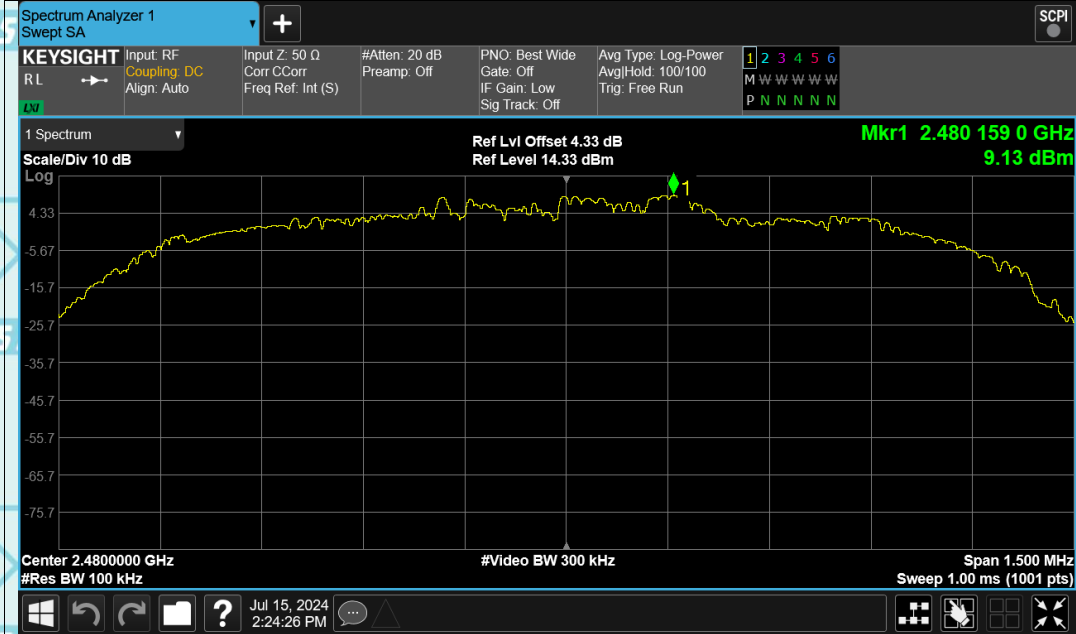 Spectrum Analyzer 1
Swept SA
+
SCPI
KEYSIGHT
RL
LXI
Input: RF
Coupling: DC
Align: Auto
Input Z: 50 Ω
Corr CCorr
Freq Ref: Int (S)
#Atten: 20 dB
Preamp: Off
PNO: Best Wide
Gate: Off
IF Gain: Low
Sig Track: Off
Avg Type: Log-Power
Avg|Hold: 100/100
Trig: Free Run
1 2 3 4 5 6
M W W W W W
P N N N N N
1 Spectrum
Scale/Div 10 dB
Log
Ref Lvl Offset 4.33 dB
Ref Level 14.33 dBm
Mkr1 2.480 159 0 GHz
9.13 dBm
1
4.33
-5.67
-15.7
-25.7
-35.7
-45.7
-55.7
-65.7
-75.7
Center 2.4800000 GHz
#Res BW 100 kHz
#Video BW 300 kHz
Span 1.500 MHz
Sweep 1.00 ms (1001 pts)
?
Jul 15, 2024
2:24:26 PM